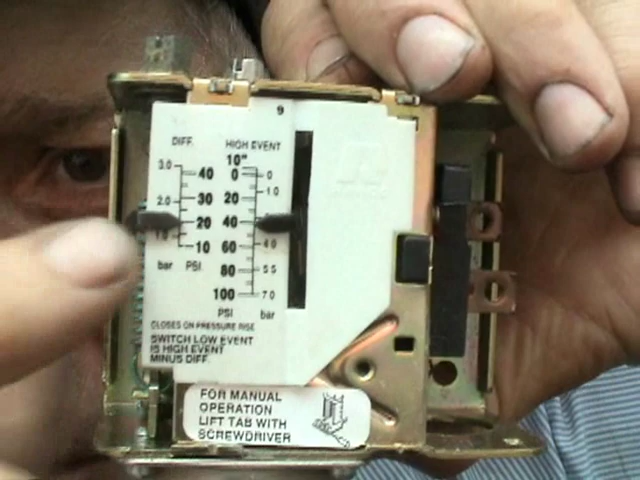 9
DIFF. HIGH EVENT
10"
3.0 40 0 0
30 20 1.0
2.0
20 40
10 60 4.0
bar PSI 80 5.5
100 7.0
PSI bar
CLOSES ON PRESSURE RISE
SWITCH LOW EVENT
IS HIGH EVENT
MINUS DIFF.
FOR MANUAL
OPERATION
LIFT TAB WITH
SCREWDRIVER